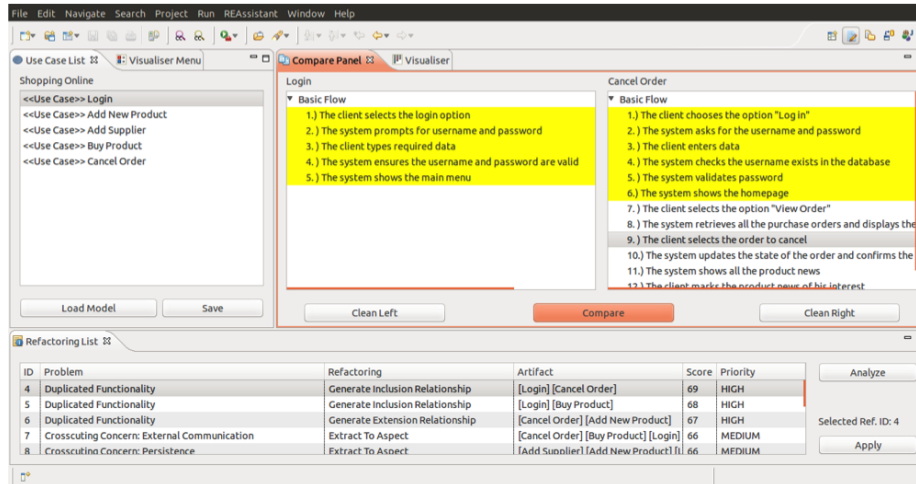 File Edit Navigate Search Project Run REAssistant Window Help
Use Case List Visualiser Menu
Shopping Online
<<Use Case>> Login
<<Use Case>> Add New Product
<<Use Case>> Add Supplier
<<Use Case>> Buy Product
<<Use Case>> Cancel Order
Load Model Save
Compare Panel Visualiser
Login
Basic Flow
1.) The client selects the login option
2. ) The system prompts for username and password
3. ) The client types required data
4. ) The system ensures the username and password are valid
5. ) The system shows the main menu
Cancel Order
Basic Flow
1.) The client chooses the option "Log in"
2. ) The system asks for the username and password
3. ) The client enters data
4. ) The system checks the username exists in the database
5. ) The system validates password
6.) The system shows the homepage
7. ) The client selects the option "View Order"
8. ) The system retrieves all the purchase orders and displays the
9. ) The client selects the order to cancel
10.) The system updates the state of the order and confirms the
11.) The system shows all the product news
12.) The client marks the product news of his interest
Clean Left Compare Clean Right
Refactoring List
ID Problem Refactoring Artifact Score Priority
4 Duplicated Functionality Generate Inclusion Relationship [Login] [Cancel Order] 69 HIGH
5 Duplicated Functionality Generate Inclusion Relationship [Login] [Buy Product] 68 HIGH
6 Duplicated Functionality Generate Extension Relationship [Cancel Order] [Add New Product] 67 HIGH
7 Crosscuting Concern: External Communication Extract To Aspect [Cancel Order] [Buy Product] [Login] 66 MEDIUM
8 Crosscuting Concern: Persistence Extract To Aspect [Add Supplier] [Add New Product] [L 66 MEDIUM
Analyze
Selected Ref. ID: 4
Apply